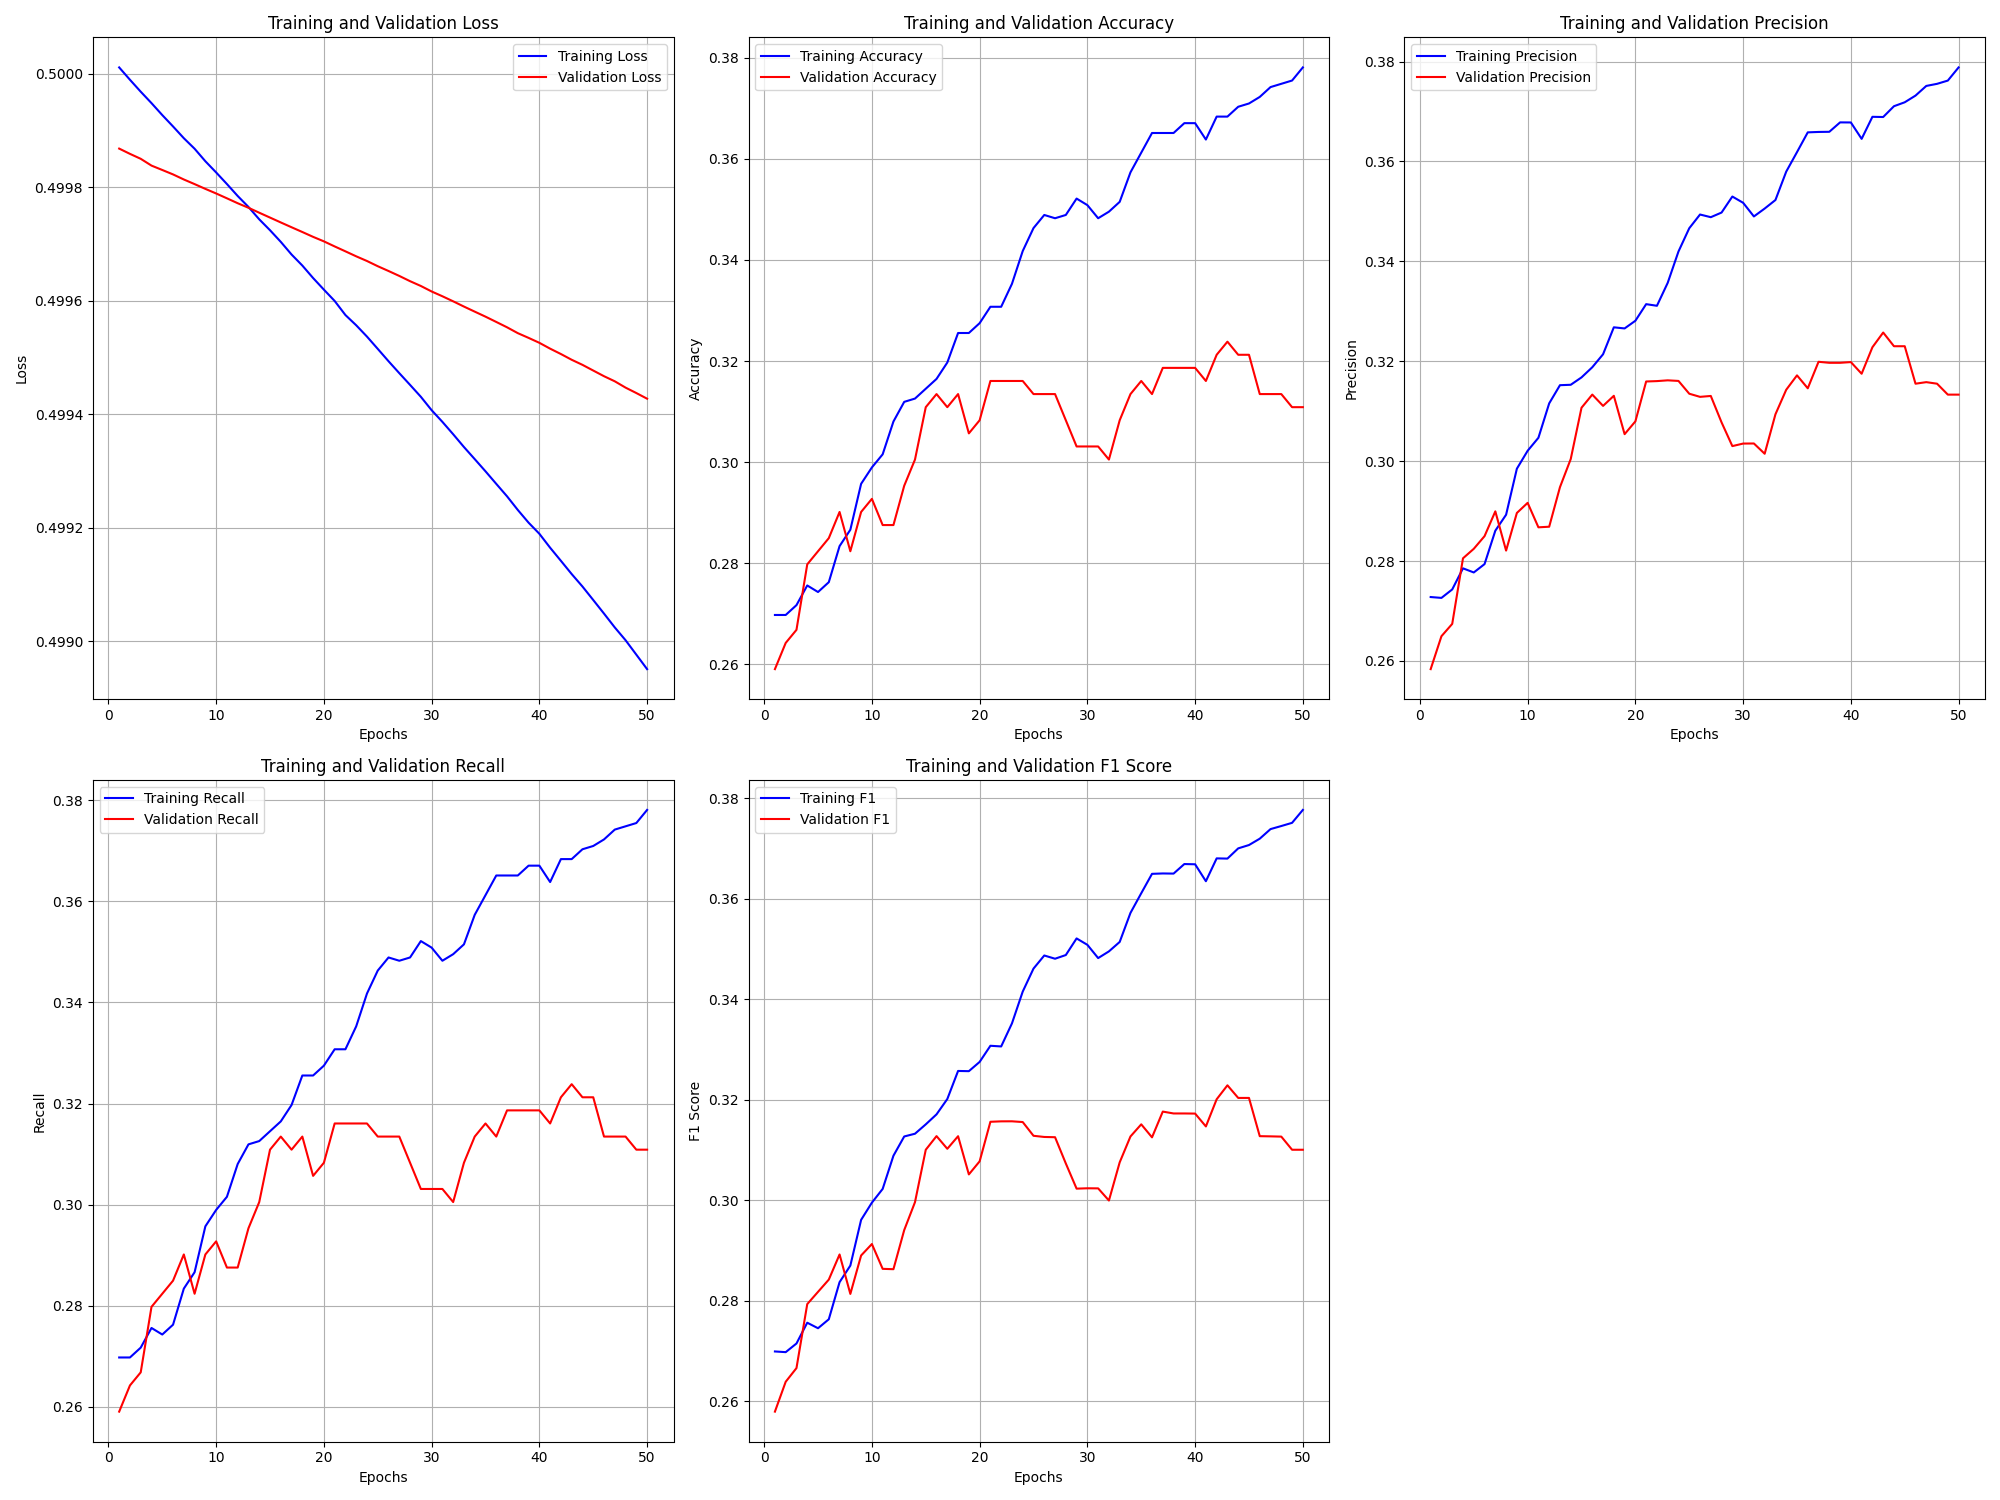 Training and Validation Loss
Training Loss
Validation Loss
0.5000
0.4998
0.4996
0.4994
0.4992
0.4990
Loss
0 10 20 30 40 50
Epochs
Training and Validation Accuracy
Training Accuracy
Validation Accuracy
0.38
0.36
0.34
0.32
0.30
0.28
0.26
Accuracy
0 10 20 30 40 50
Epochs
Training and Validation Precision
Training Precision
Validation Precision
0.38
0.36
0.34
0.32
0.30
0.28
0.26
Precision
0 10 20 30 40 50
Epochs
Training and Validation Recall
Training Recall
Validation Recall
0.38
0.36
0.34
0.32
0.30
0.28
0.26
Recall
0 10 20 30 40 50
Epochs
Training and Validation F1 Score
Training F1
Validation F1
0.38
0.36
0.34
0.32
0.30
0.28
0.26
F1 Score
0 10 20 30 40 50
Epochs